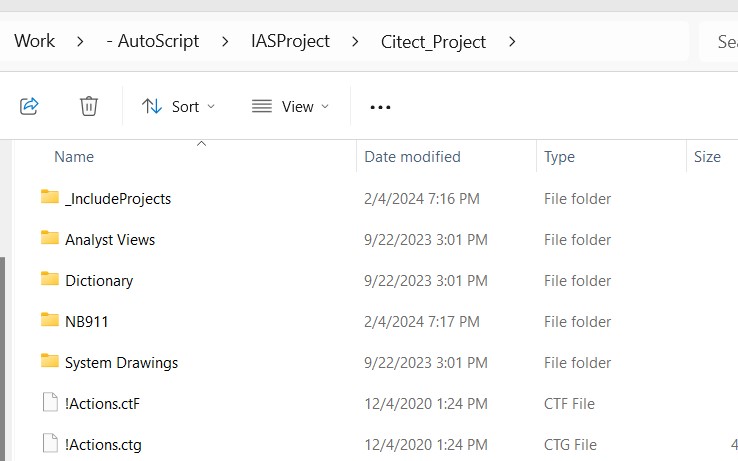 Work > - AutoScript > IASProject > Citect_Project >
Sort View ...
Name Date modified Type Size
_IncludeProjects 2/4/2024 7:16 PM File folder
Analyst Views 9/22/2023 3:01 PM File folder
Dictionary 9/22/2023 3:01 PM File folder
NB911 2/4/2024 7:17 PM File folder
System Drawings 9/22/2023 3:01 PM File folder
!Actions.ctF 12/4/2020 1:24 PM CTF File
!Actions.ctg 12/4/2020 1:24 PM CTG File 4